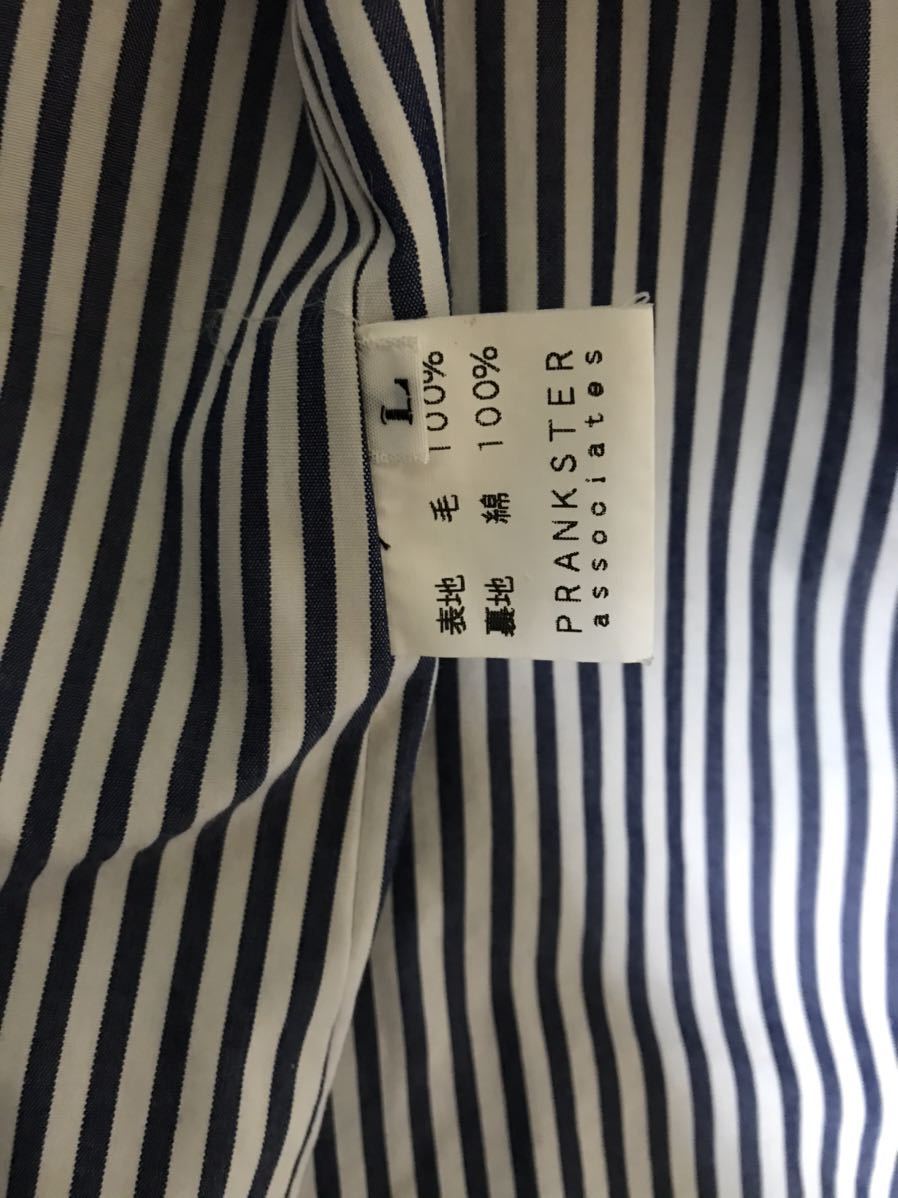 L
表地 毛 100%
裏地 綿 100%
PRANKSTER
associates